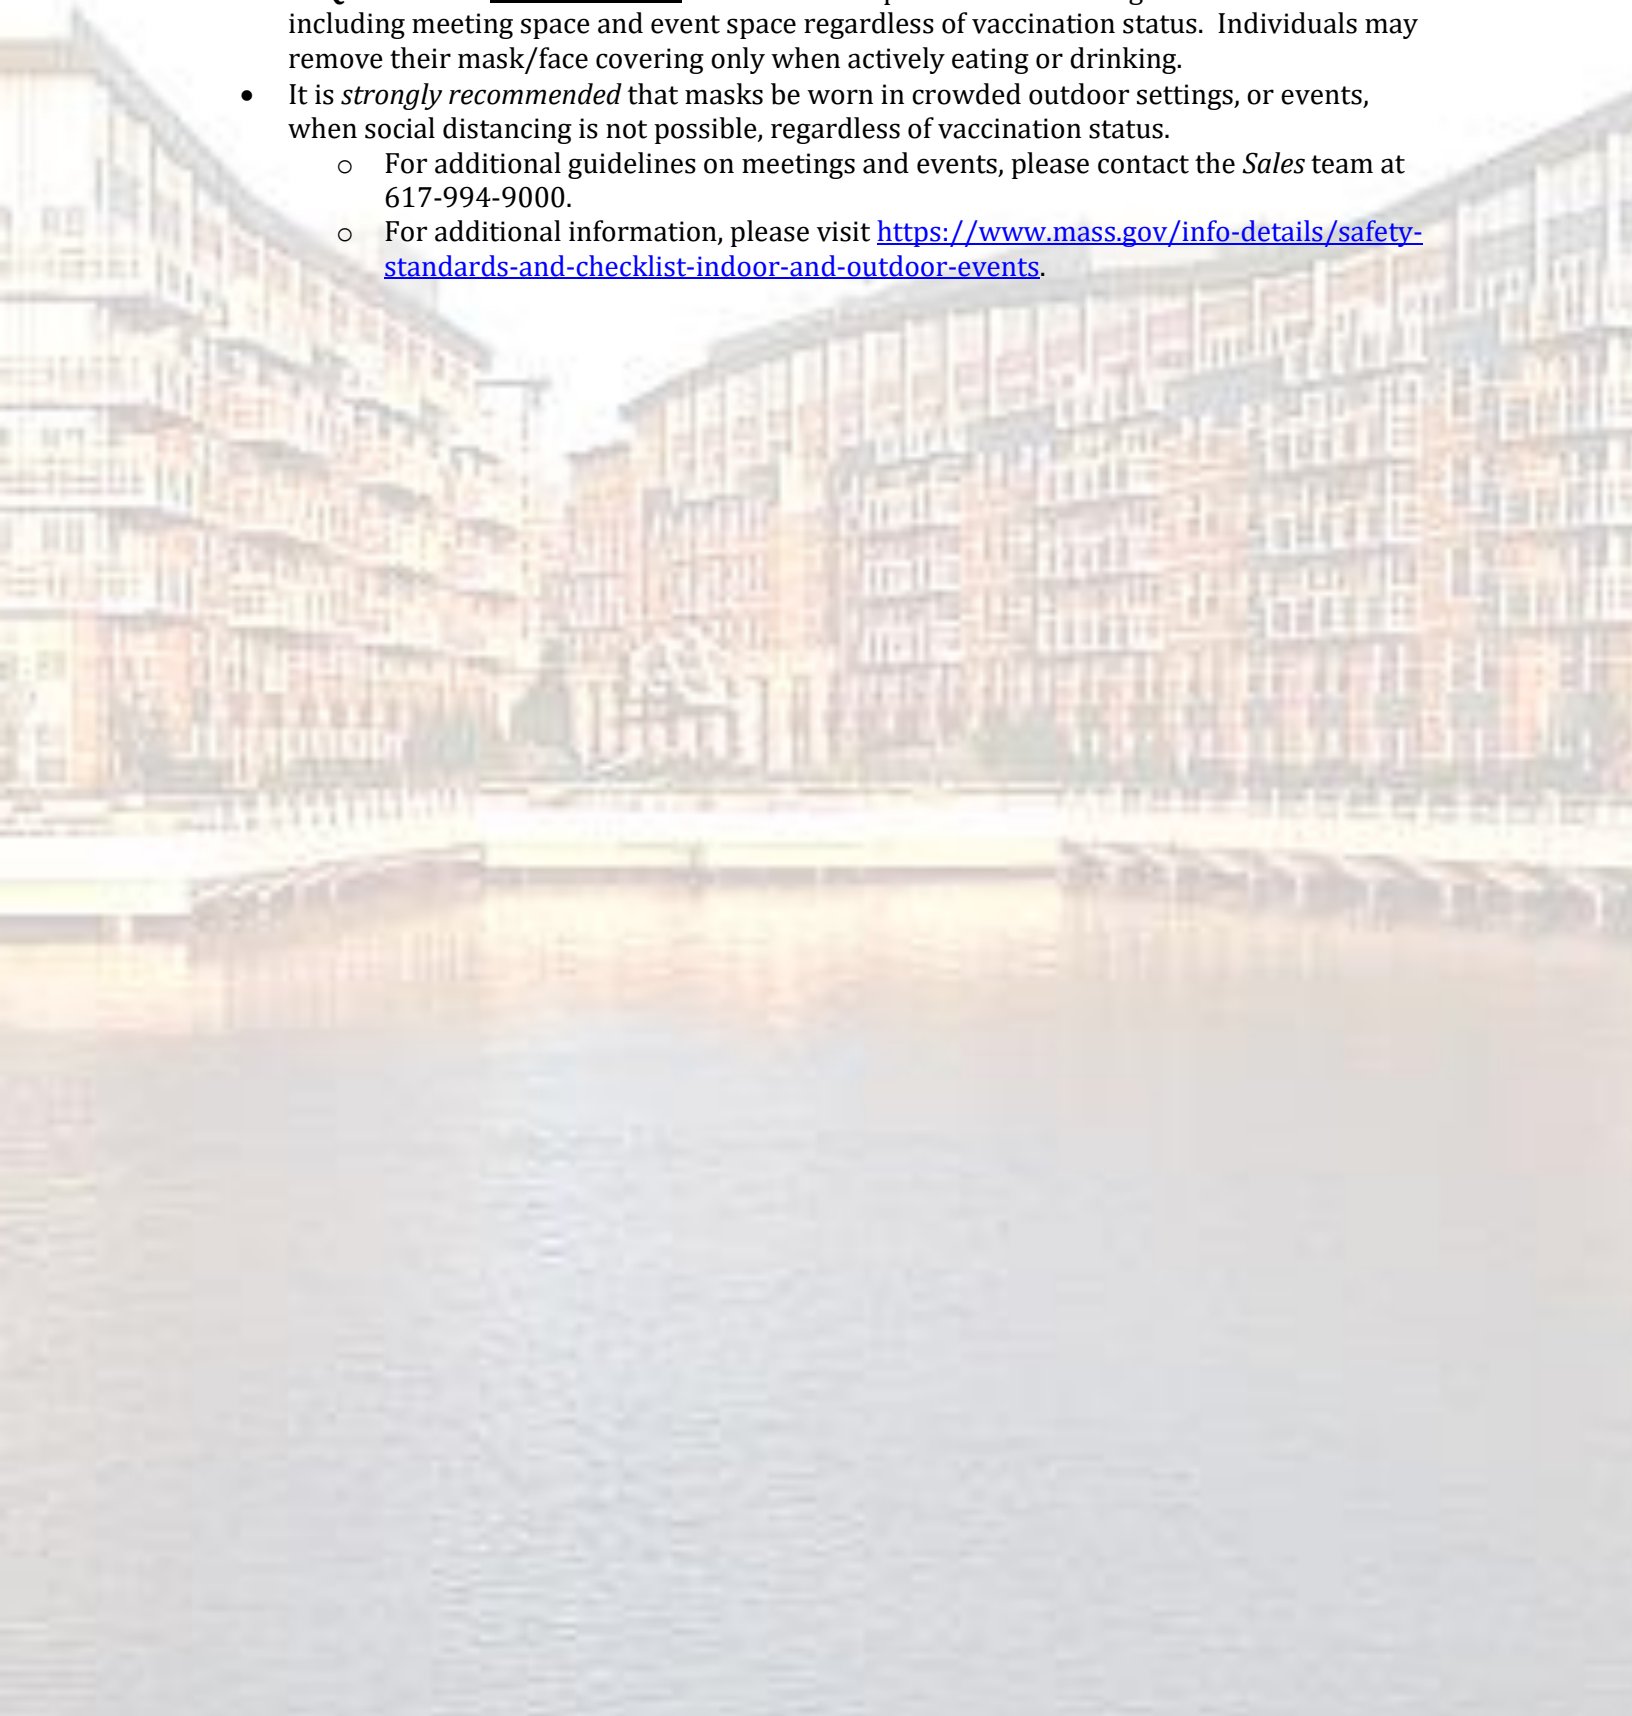 including meeting space and event space regardless of vaccination status.  Individuals may
remove their mask/face covering only when actively eating or drinking.
• It is strongly recommended that masks be worn in crowded outdoor settings, or events,
when social distancing is not possible, regardless of vaccination status.
o For additional guidelines on meetings and events, please contact the Sales team at
617-994-9000.
o For additional information, please visit https://www.mass.gov/info-details/safety-
standards-and-checklist-indoor-and-outdoor-events.